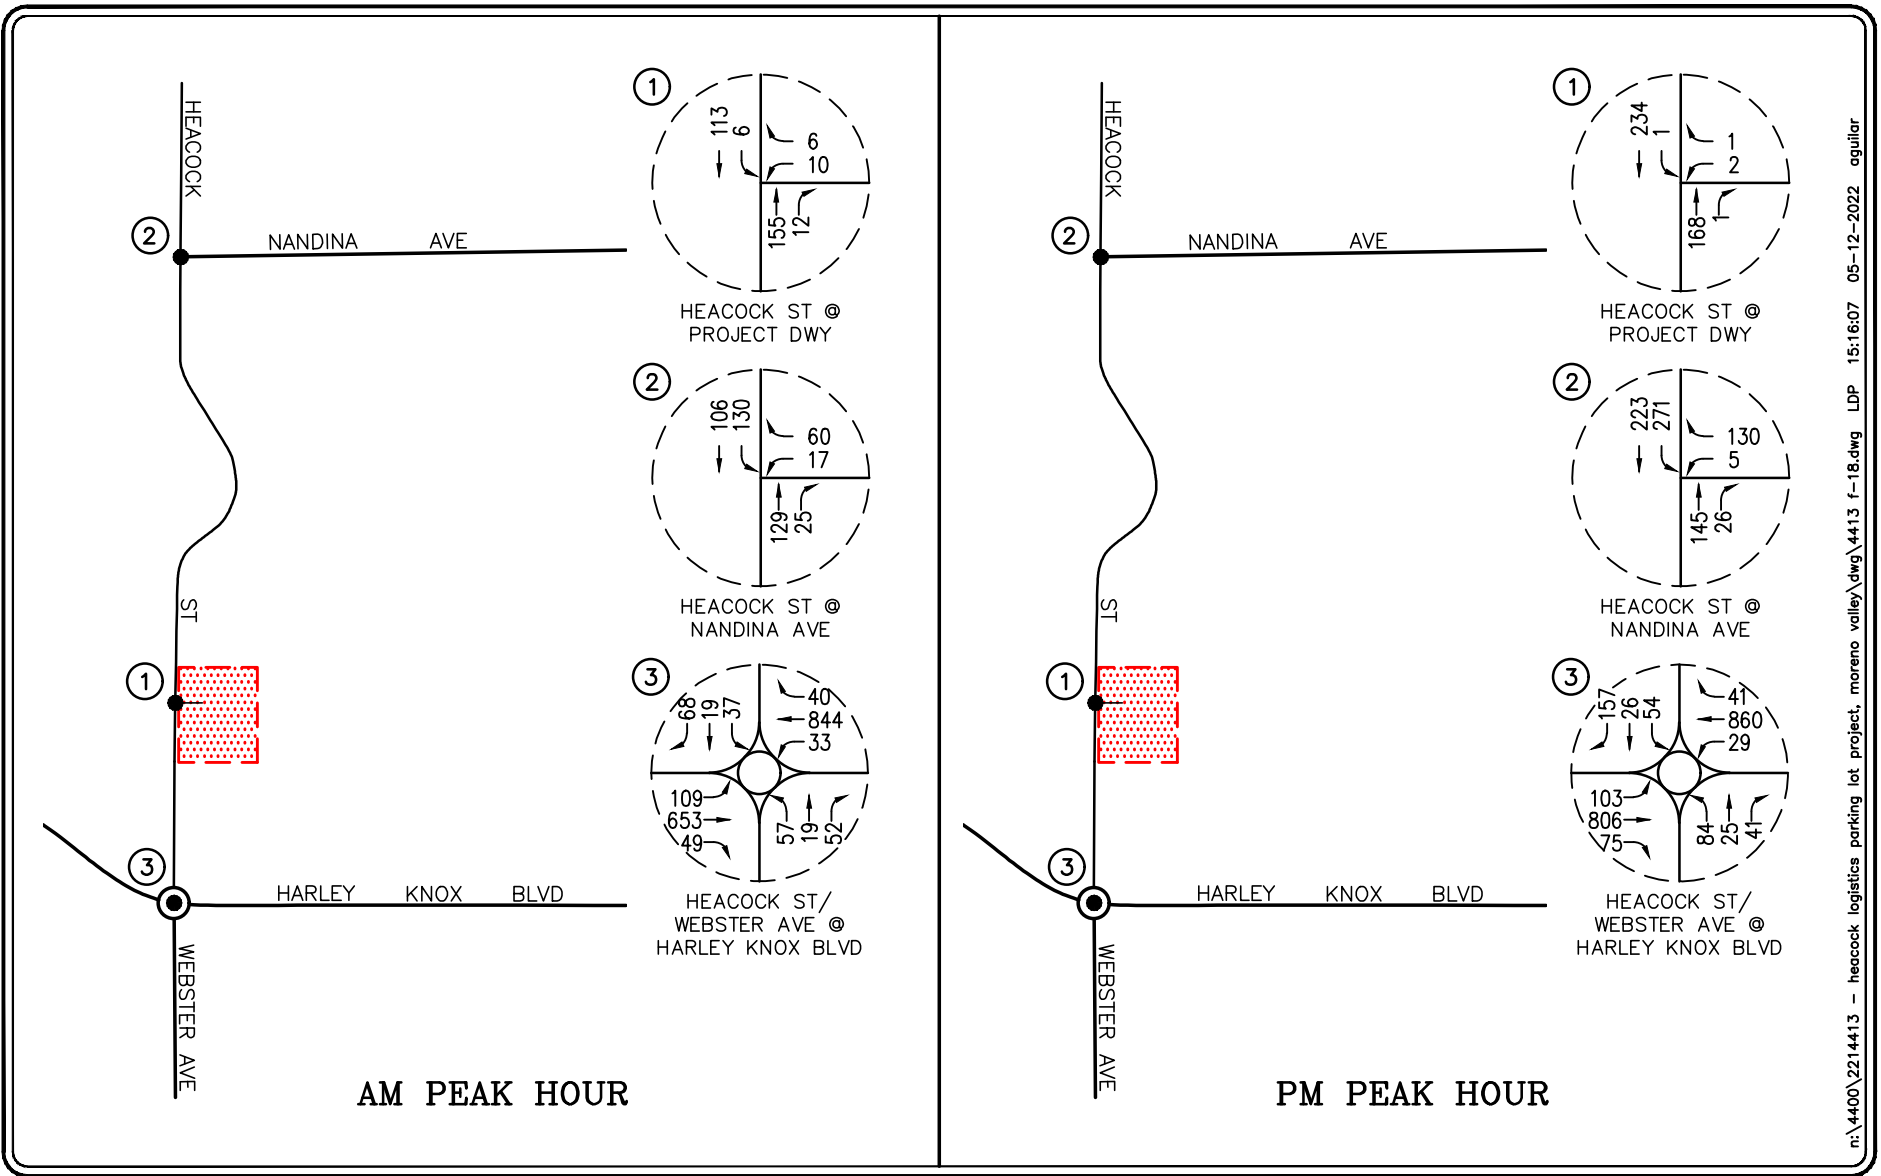 HEACOCK
2
NANDINA AVE
ST
1
3
HARLEY KNOX BLVD
WEBSTER AVE
1
113
6
6
10
155
12
HEACOCK ST @
PROJECT DWY
2
106
130
60
17
129
25
HEACOCK ST @
NANDINA AVE
3
68
19
37
40
844
33
109
653
49
57
19
52
HEACOCK ST/
WEBSTER AVE @
HARLEY KNOX BLVD
AM PEAK HOUR
HEACOCK
2
NANDINA AVE
ST
1
3
HARLEY KNOX BLVD
WEBSTER AVE
1
234
1
1
2
168
1
HEACOCK ST @
PROJECT DWY
2
223
271
130
5
145
26
HEACOCK ST @
NANDINA AVE
3
157
26
54
41
860
29
103
806
75
84
25
41
HEACOCK ST/
WEBSTER AVE @
HARLEY KNOX BLVD
PM PEAK HOUR
n:\4400\2214413 - heacock logistics parking lot project, moreno valley\dwg\4413 f-18.dwg LDP 15:16:07 05-12-2022 aguilar